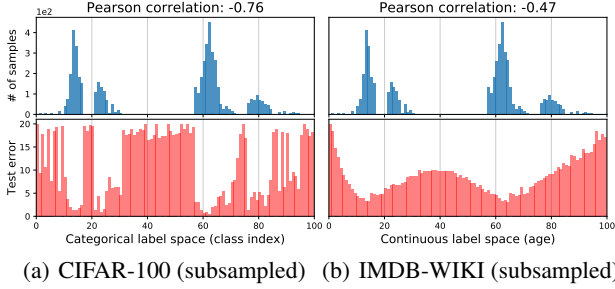 Pearson correlation: -0.76
Pearson correlation: -0.47
1e2
# of samples
4
3
2
1
0
Test error
20
15
10
5
0
0 20 40 60 80 100
0 20 40 60 80 100
Categorical label space (class index)
Continuous label space (age)
(a) CIFAR-100 (subsampled)
(b) IMDB-WIKI (subsampled)